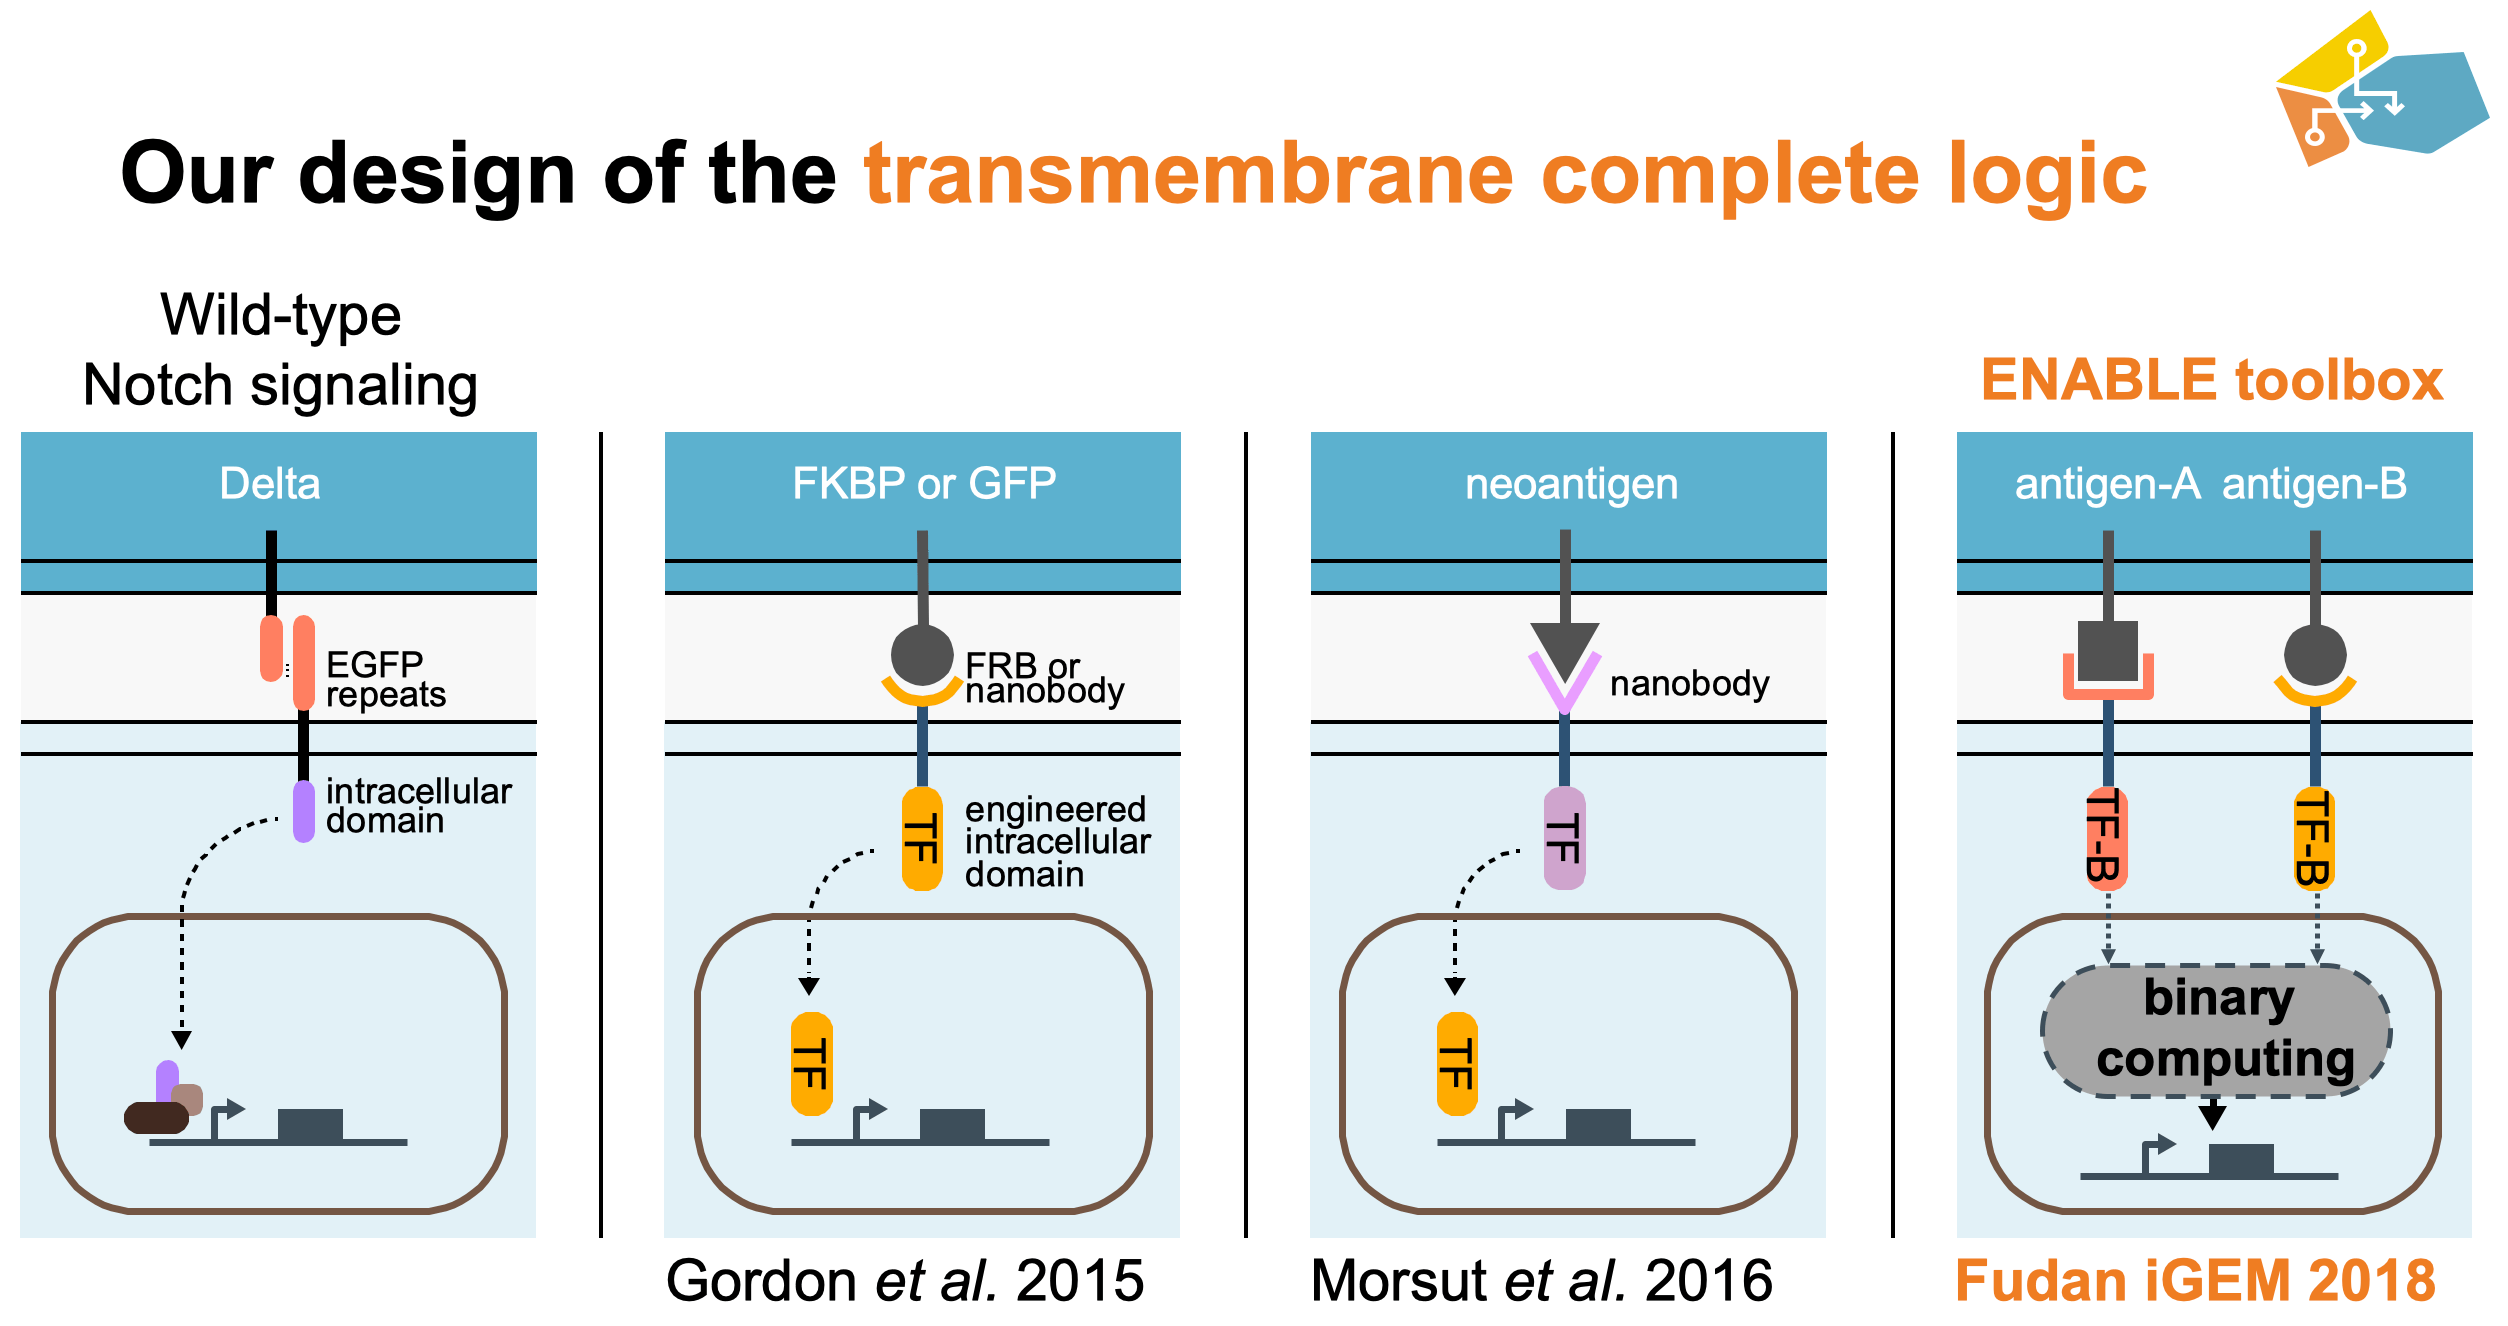 Our design of the transmembrane complete logic
Wild-type
Notch signaling
Delta
EGFP
repeats
intracellular
domain
FKBP or GFP
FRB or
nanobody
TF
engineered
intracellular
domain
TF
Gordon et al. 2015
neoantigen
nanobody
TF
TF
Morsut et al. 2016
ENABLE toolbox
antigen-A antigen-B
TF-B
TF-B
binary
computing
Fudan iGEM 2018